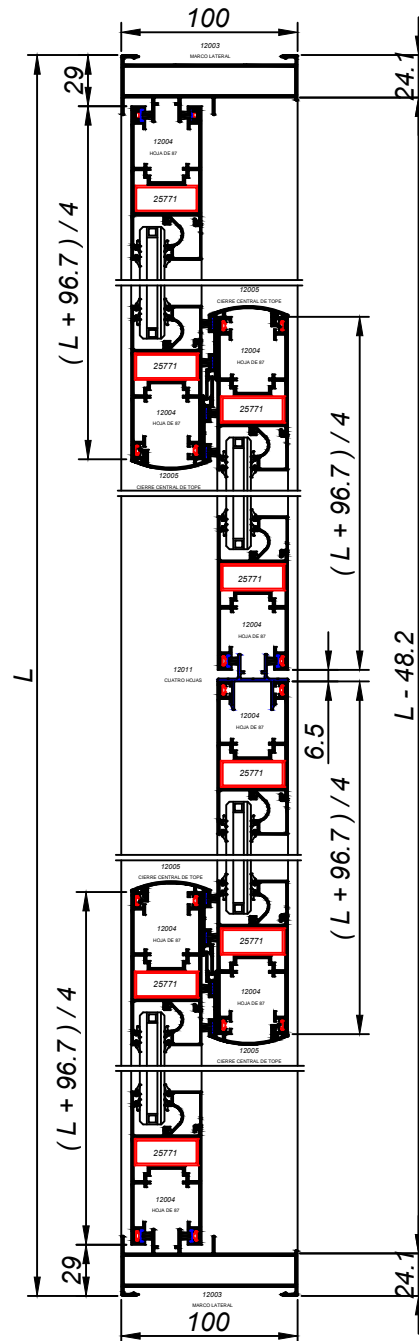 100
12003
MARCO LATERAL
29
24.1
12004
HOJA DE 87
25771
( L + 96.7 ) / 4
12005
CIERRE CENTRAL DE TOPE
12004
HOJA DE 87
25771
25771
12004
HOJA DE 87
12005
CIERRE CENTRAL DE TOPE
( L + 96.7 ) / 4
25771
12004
HOJA DE 87
L
12011
CUATRO HOJAS
L - 48.2
6.5
12004
HOJA DE 87
25771
( L + 96.7 ) / 4
12005
CIERRE CENTRAL DE TOPE
12004
HOJA DE 87
25771
25771
12004
HOJA DE 87
12005
CIERRE CENTRAL DE TOPE
( L + 96.7 ) / 4
25771
12004
HOJA DE 87
29
24.1
12003
MARCO LATERAL
100